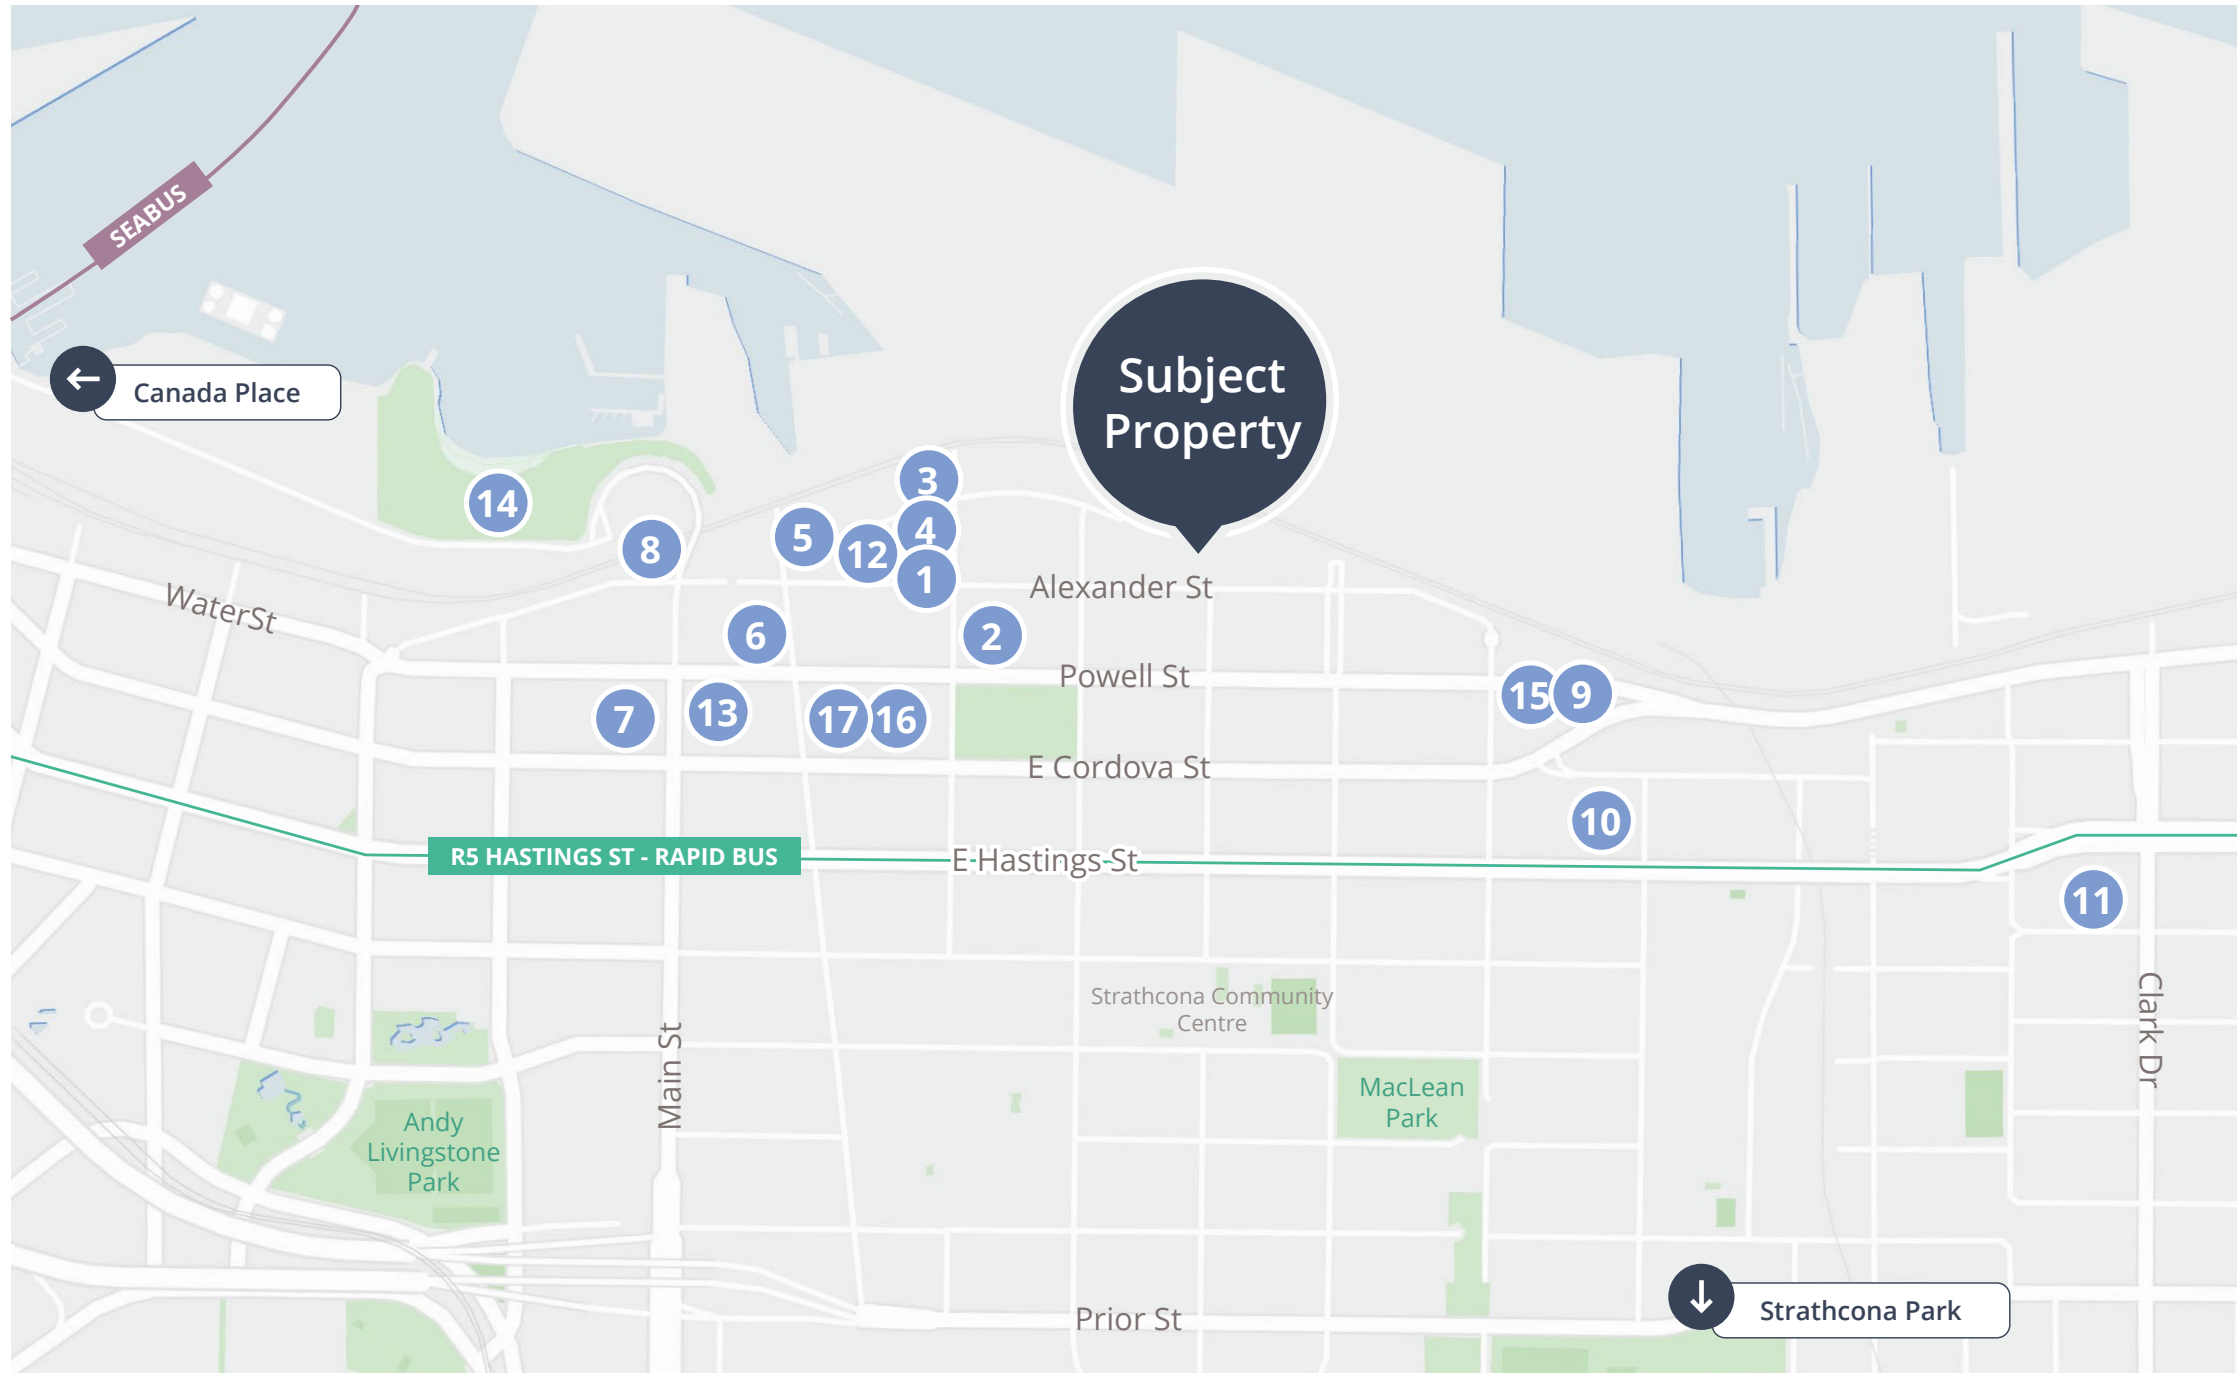 SEABUS
Canada Place
Subject
Property
3
14
4
5
8
12
1
Alexander St
WaterSt
6
2
Powell St
15
9
7
13
17
16
E Cordova St
10
R5 HASTINGS ST - RAPID BUS
E Hastings St
11
Strathcona Community
Centre
Main St
Clark Dr
MacLean
Park
Andy
Livingstone
Park
Strathcona Park
Prior St